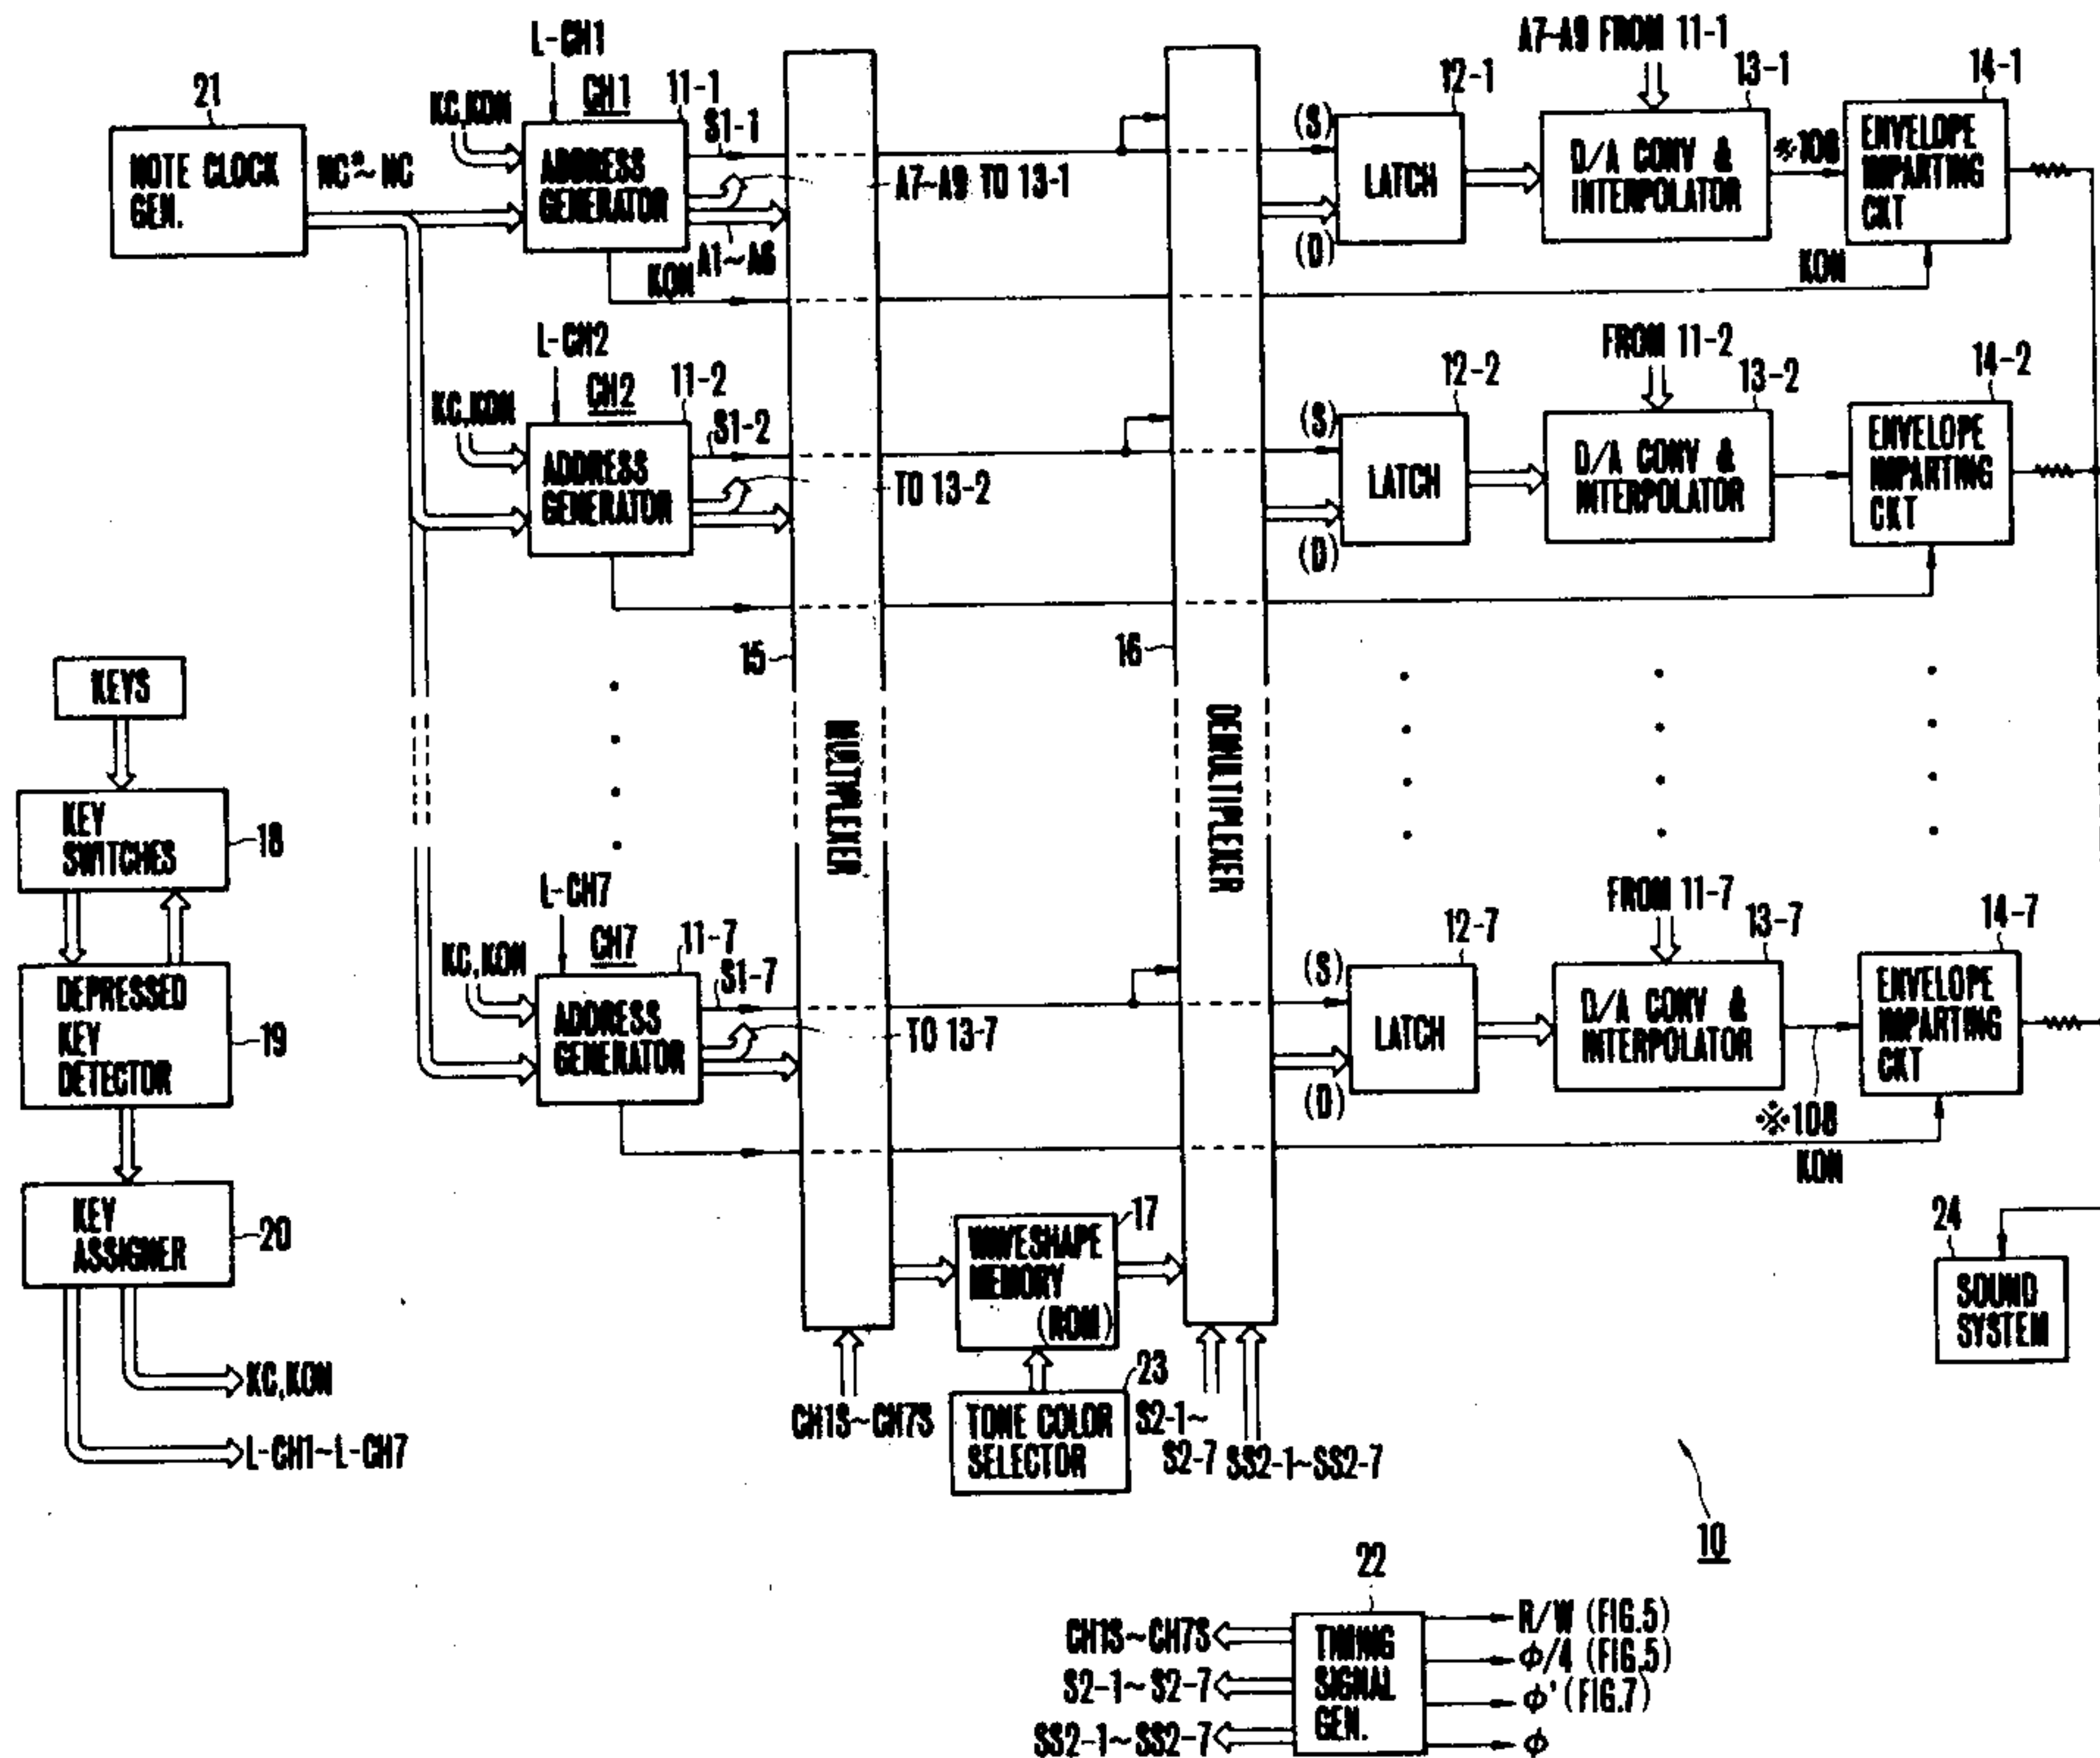 21
NOTE CLOCK
GEN.
NC#~NC
L-CH1
KC,KON
CH1
11-1
S1-1
ADDRESS
GENERATOR
A7~A9 TO 13-1
A1~A6
KON
A7~A9 FROM 11-1
(S)
(D)
12-1
LATCH
13-1
D/A CONV &
INTERPOLATOR
※108
14-1
ENVELOPE
IMPARTING
CKT
KON
L-CH2
KC,KON
CH2
11-2
S1-2
ADDRESS
GENERATOR
TO 13-2
(S)
(D)
12-2
LATCH
FROM 11-2
13-2
D/A CONV &
INTERPOLATOR
14-2
ENVELOPE
IMPARTING
CKT
15
MULTIPLEXER
16
DEMULTIPLEXER
KEYS
KEY
SWITCHES
18
DEPRESSED
KEY
DETECTOR
19
KEY
ASSIGNER
20
KC,KON
L-CH1~L-CH7
L-CH7
KC,KON
CH7
11-7
S1-7
ADDRESS
GENERATOR
TO 13-7
(S)
(D)
12-7
LATCH
FROM 11-7
13-7
D/A CONV &
INTERPOLATOR
※108
KON
14-7
ENVELOPE
IMPARTING
CKT
17
WAVESHAPE
MEMORY
(ROM)
23
TONE COLOR
SELECTOR
CH1S~CH7S
S2-1~
S2-7
SS2-1~SS2-7
24
SOUND
SYSTEM
10
22
TIMING
SIGNAL
GEN.
CH1S~CH7S
S2-1~S2-7
SS2-1~SS2-7
R/W (FIG.5)
φ/4 (FIG.5)
φ' (FIG.7)
φ